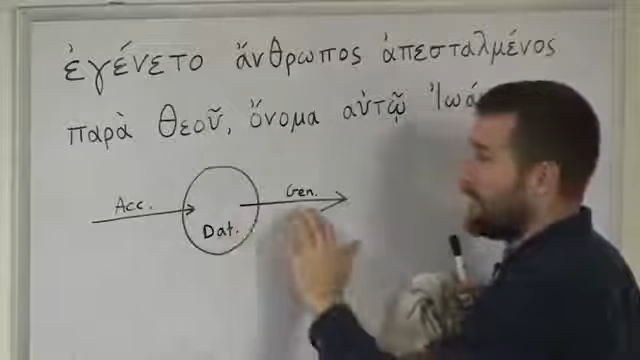 ἐγένετο ἄνθρωπος ἀπεσταλμένος
παρὰ θεοῦ, ὄνομα αὐτῷ
Acc.
Gen.
Dat.